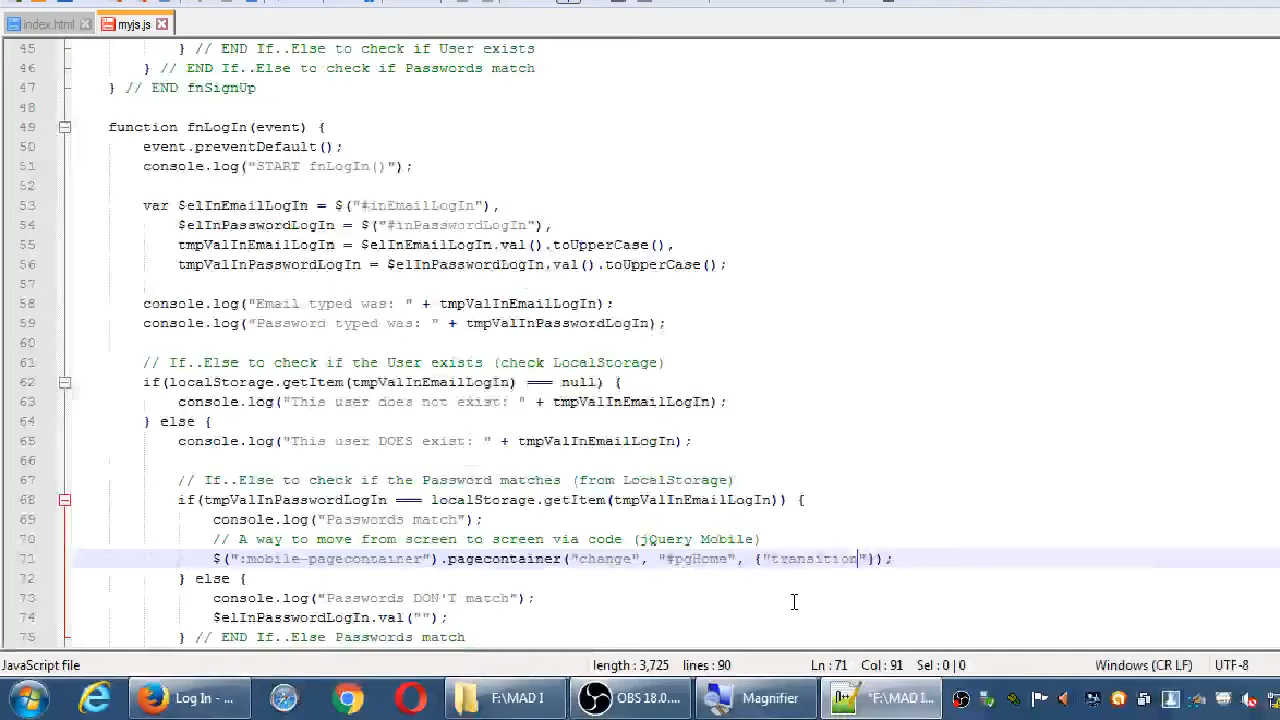 index.html myjs.js
45 } // END If..Else to check if User exists
46 } // END If..Else to check if Passwords match
47 } // END fnSignUp
48
49 function fnLogIn(event) {
50 event.preventDefault();
51 console.log("START fnLogIn()");
52
53 var $elInEmailLogIn = $("#inEmailLogIn"),
54 $elInPasswordLogIn = $("#inPasswordLogIn"),
55 tmpValInEmailLogIn = $elInEmailLogIn.val().toUpperCase(),
56 tmpValInPasswordLogIn = $elInPasswordLogIn.val().toUpperCase();
57
58 console.log("Email typed was: " + tmpValInEmailLogIn);
59 console.log("Password typed was: " + tmpValInPasswordLogIn);
60
61 // If..Else to check if the User exists (check LocalStorage)
62 if(localStorage.getItem(tmpValInEmailLogIn) === null) {
63 console.log("This user does not exist: " + tmpValInEmailLogIn);
64 } else {
65 console.log("This user DOES exist: " + tmpValInEmailLogIn);
66
67 // If..Else to check if the Password matches (from LocalStorage)
68 if(tmpValInPasswordLogIn === localStorage.getItem(tmpValInEmailLogIn)) {
69 console.log("Passwords match");
70 // A way to move from screen to screen via code (jQuery Mobile)
71 $(":mobile-pagecontainer").pagecontainer("change", "#pgHome", {"transition"});
72 } else {
73 console.log("Passwords DON'T match");
74 $elInPasswordLogIn.val("");
75 } // END If..Else Passwords match
JavaScript file length : 3,725 lines : 90 Ln : 71 Col : 91 Sel : 0 | 0 Windows (CR LF) UTF-8
Log In - ... F:\MAD I OBS 18.0.... Magnifier *F:\MAD I...